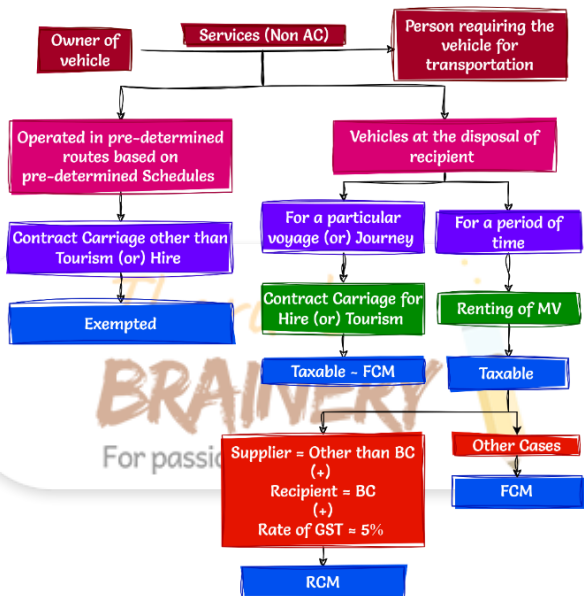 Owner of
vehicle
Services (Non AC)
Person requiring the
vehicle for
transportation
Operated in pre-determined
routes based on
pre-determined Schedules
Vehicles at the disposal of
recipient
Contract Carriage other than
Tourism (or) Hire
For a particular
voyage (or) Journey
For a period of
time
Exempted
Contract Carriage for
Hire (or) Tourism
Renting of MV
Taxable - FCM
Taxable
BRAINERY
For passic
Supplier = Other than BC
(+)
Recipient = BC
(+)
Rate of GST = 5%
Other Cases
FCM
RCM